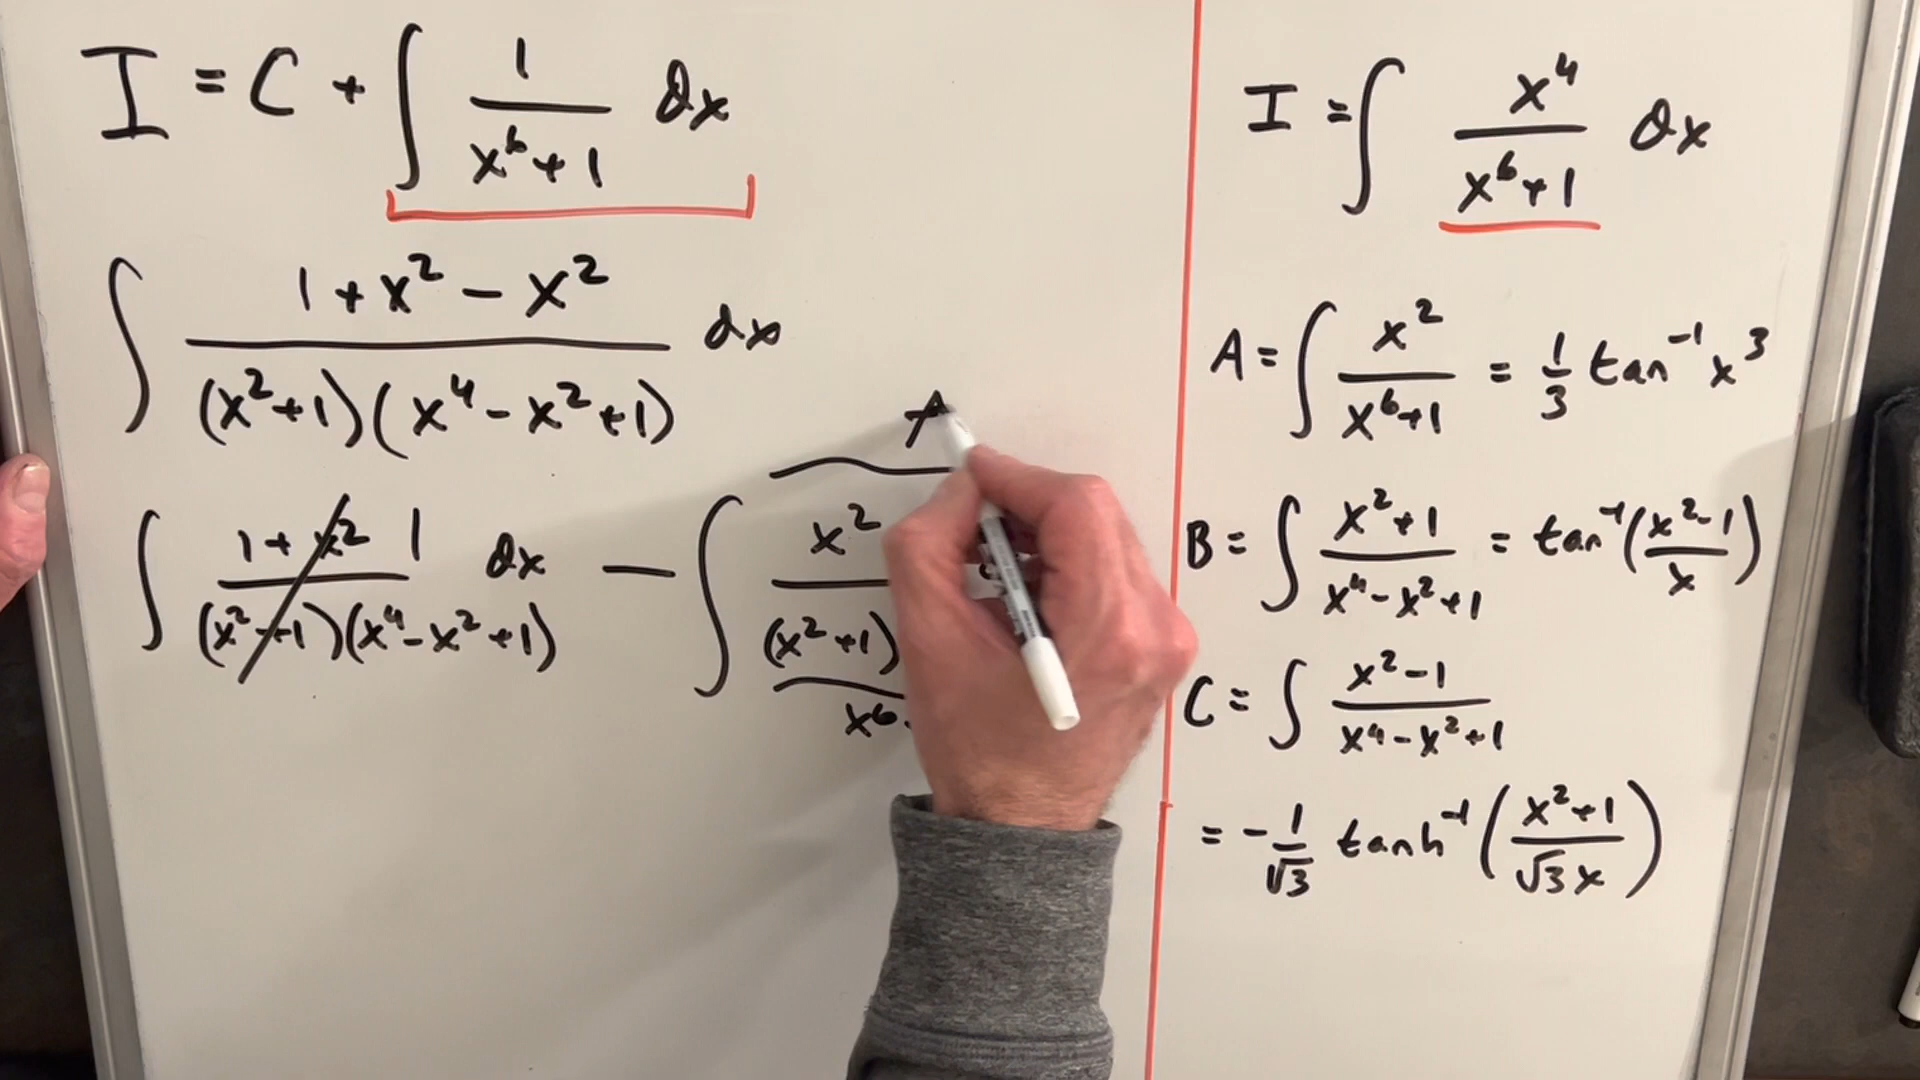 I = C + ∫ 1/(x⁶+1) dx
∫ (1+x²−x²)/((x²+1)(x⁴−x²+1)) dx
A
∫ (1+x²)/((x²+1)(x⁴−x²+1)) 1 dx − ∫ x²/((x²+1)
x⁶
I = ∫ x⁴/(x⁶+1) dx
A = ∫ x²/(x⁶+1) = 1/3 tan⁻¹ x³
B = ∫ (x²+1)/(x⁴−x²+1) = tan⁻¹((x²−1)/x)
C = ∫ (x²−1)/(x⁴−x²+1)
= −1/√3 tanh⁻¹((x²+1)/(√3x))